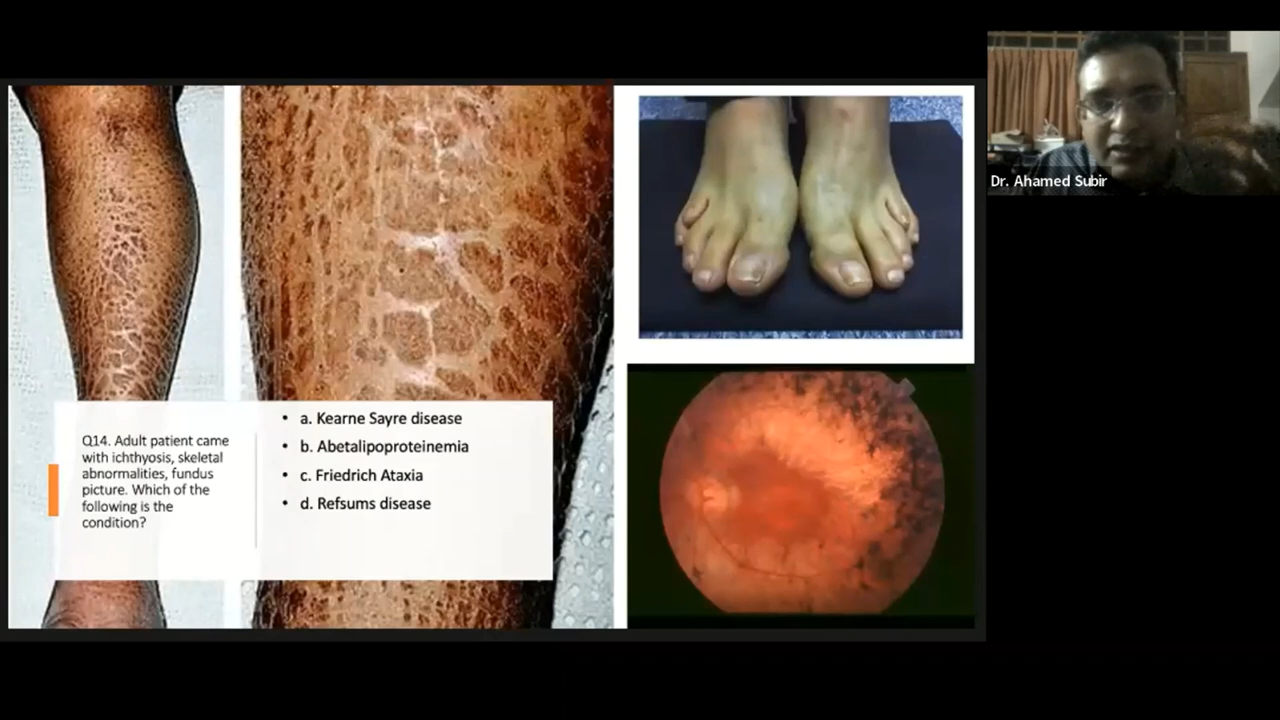 Dr. Ahamed Subir
Q14. Adult patient came
with ichthyosis, skeletal
abnormalities, fundus
picture. Which of the
following is the
condition?
• a. Kearne Sayre disease
• b. Abetalipoproteinemia
• c. Friedrich Ataxia
• d. Refsums disease